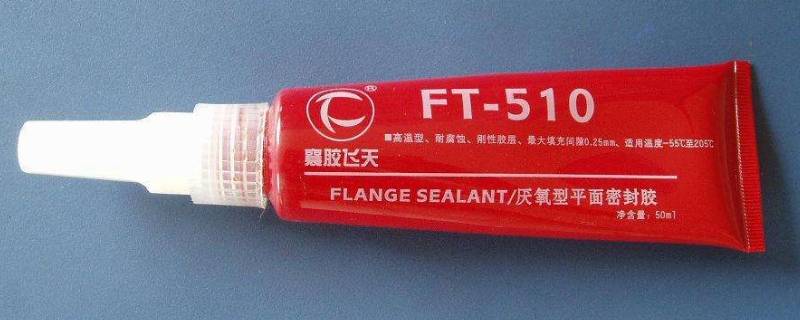 ®
FT-510
■高温型、耐腐蚀、刚性胶层、最大填充间隙0.25mm、适用温度-55℃至205℃
襄胶飞天
FLANGE SEALANT/厌氧型平面密封胶
净含量：50ml